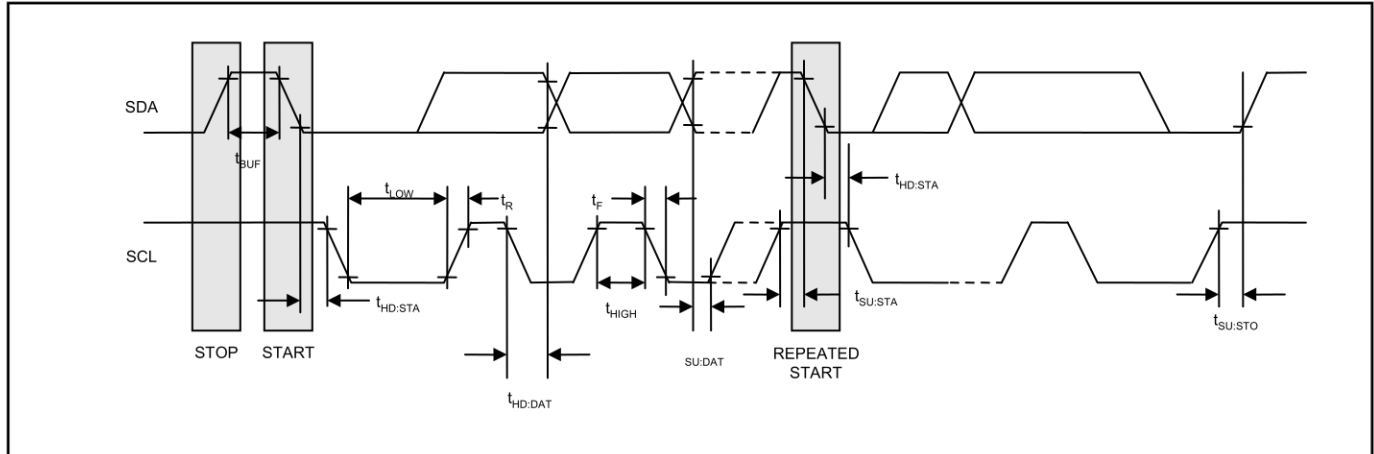 SDA
tBUF
tLOW
tR
tF
tHD:STA
SCL
tHD:STA
tHIGH
tSU:STA
tSU:STO
STOP
START
SU:DAT
REPEATED
START
tHD:DAT